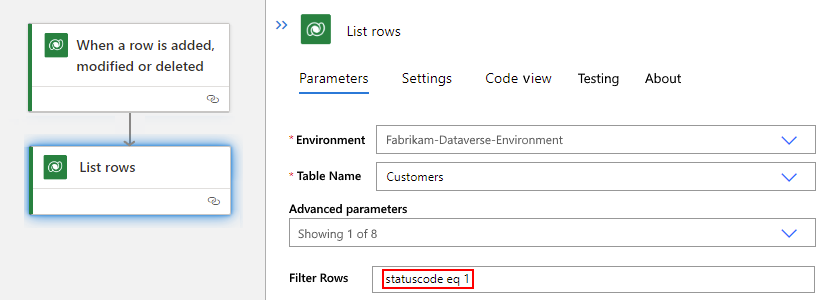 When a row is added,
modified or deleted
List rows
List rows
Parameters Settings Code view Testing About
* Environment Fabrikam-Dataverse-Environment
* Table Name Customers
Advanced parameters
Showing 1 of 8
Filter Rows statuscode eq 1